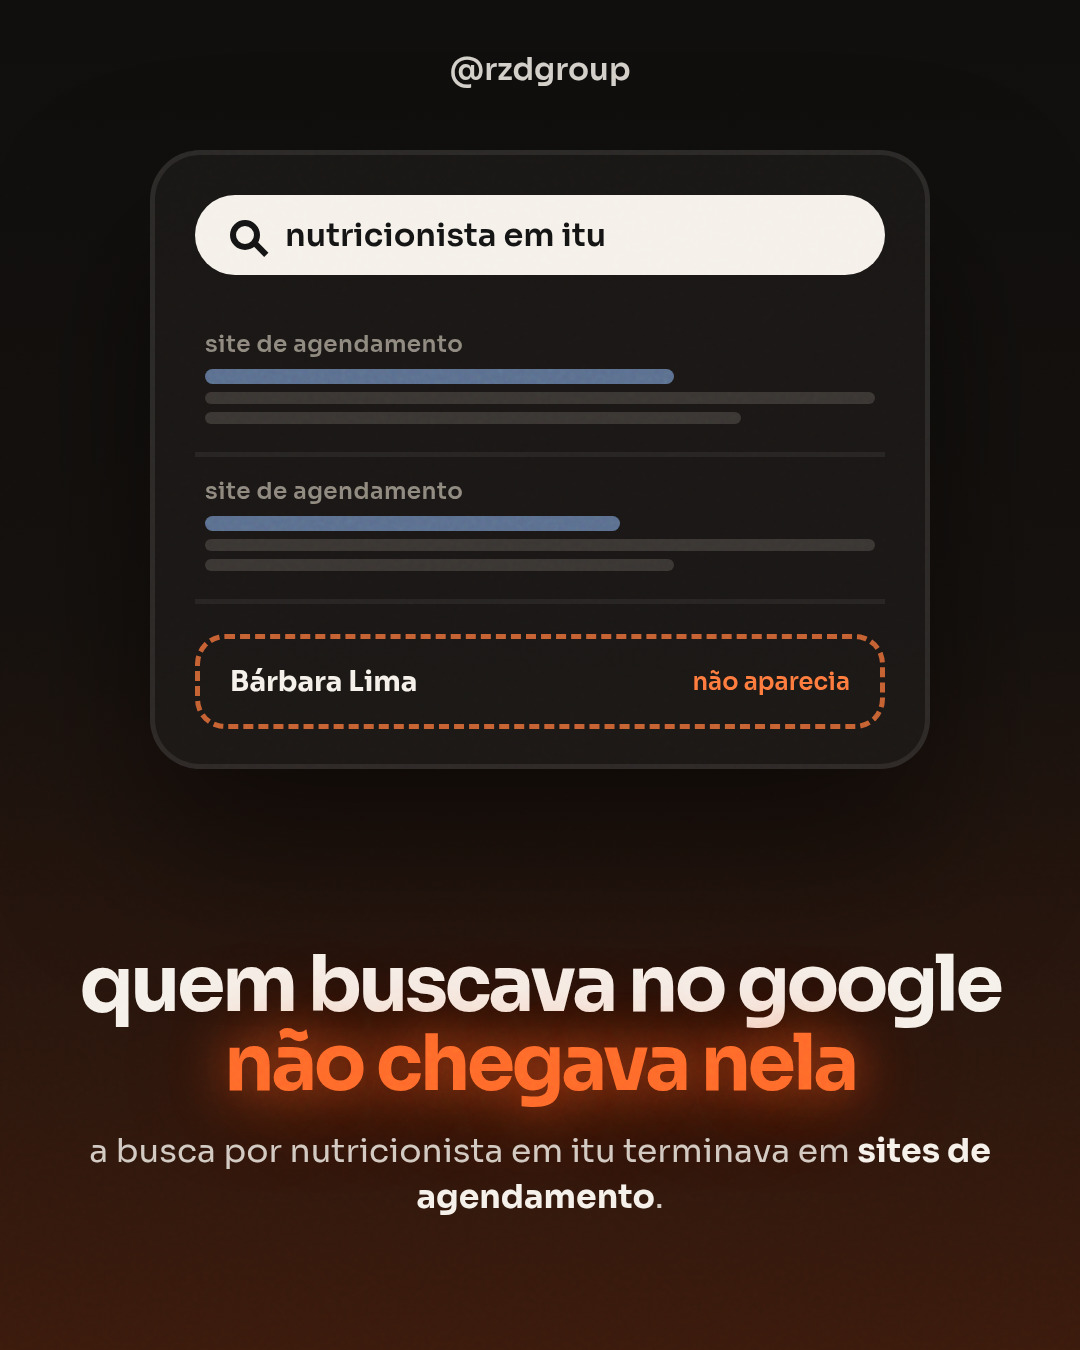 @rzdgroup
nutricionista em itu
site de agendamento
site de agendamento
Bárbara Lima não aparecia
quem buscava no google
não chegava nela
a busca por nutricionista em itu terminava em sites de
agendamento.